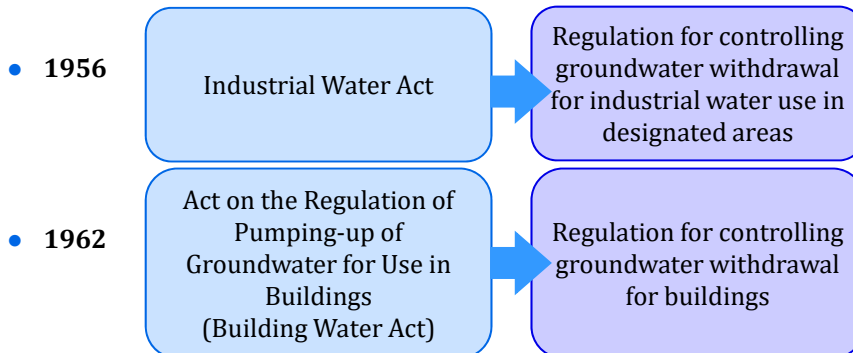 1956
Industrial Water Act
Regulation for controlling
groundwater withdrawal
for industrial water use in
designated areas
1962
Act on the Regulation of
Pumping-up of
Groundwater for Use in
Buildings
(Building Water Act)
Regulation for controlling
groundwater withdrawal
for buildings